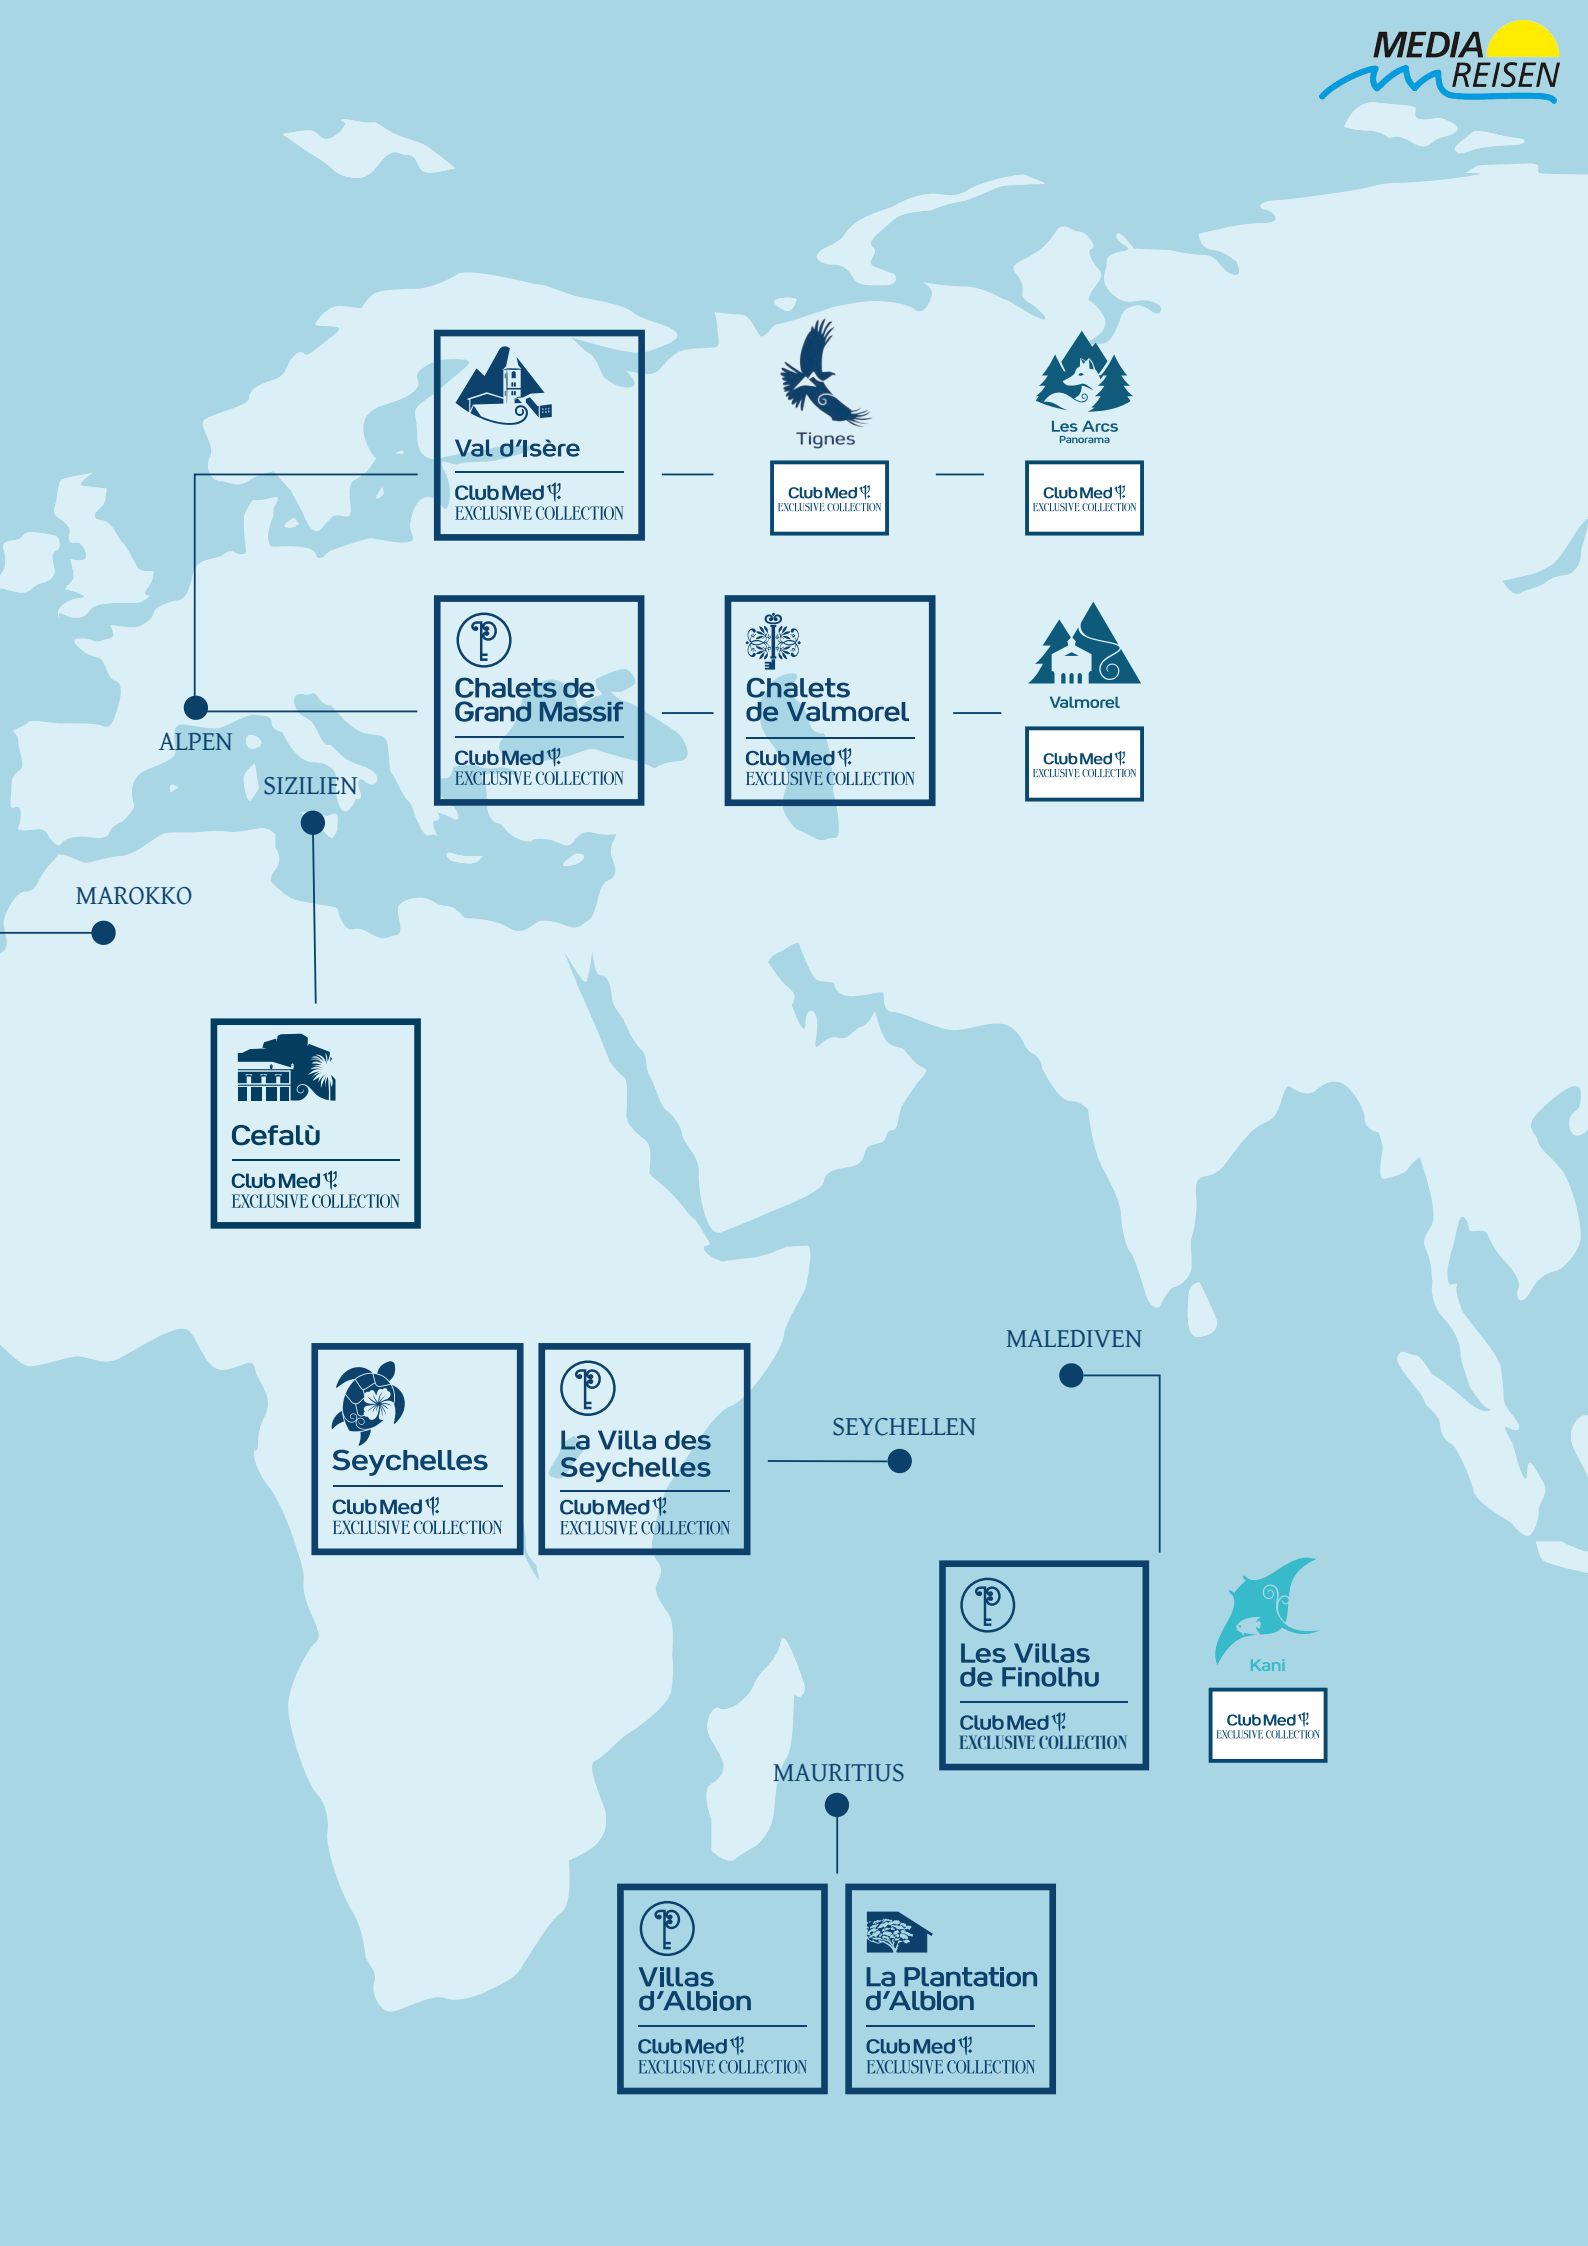 MEDIA
REISEN
Val d'Isère
Club Med
EXCLUSIVE COLLECTION
Tignes
Club Med
EXCLUSIVE COLLECTION
Les Arcs
Panorama
Club Med
EXCLUSIVE COLLECTION
Chalets de
Grand Massif
Club Med
EXCLUSIVE COLLECTION
Chalets
de Valmorel
Club Med
EXCLUSIVE COLLECTION
Valmorel
Club Med
EXCLUSIVE COLLECTION
ALPEN
SIZILIEN
MAROKKO
Cefalù
Club Med
EXCLUSIVE COLLECTION
MALEDIVEN
SEYCHELLEN
Seychelles
Club Med
EXCLUSIVE COLLECTION
La Villa des
Seychelles
Club Med
EXCLUSIVE COLLECTION
Les Villas
de Finolhu
Club Med
EXCLUSIVE COLLECTION
Kani
Club Med
EXCLUSIVE COLLECTION
MAURITIUS
Villas
d'Albion
Club Med
EXCLUSIVE COLLECTION
La Plantation
d'AlbIon
Club Med
EXCLUSIVE COLLECTION